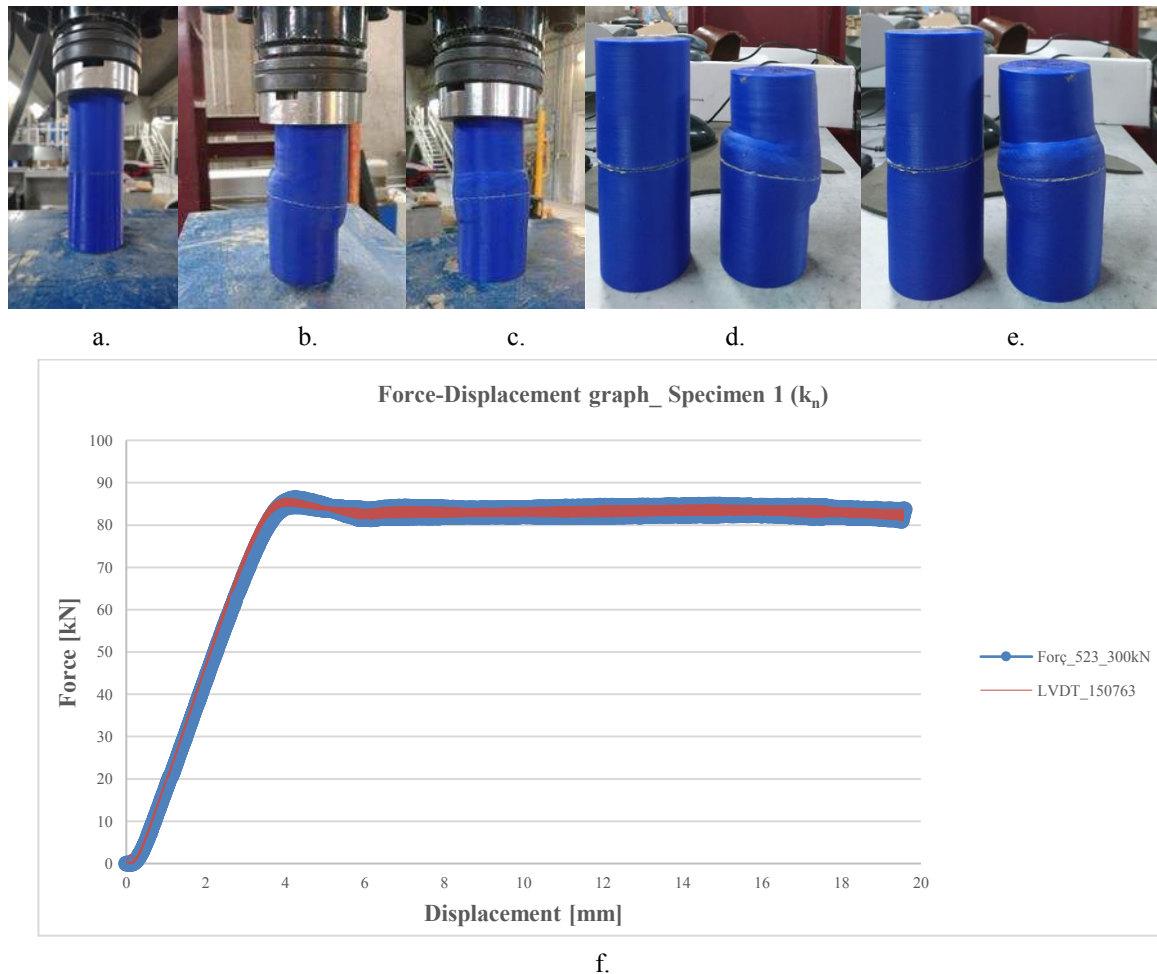 a.
b.
c.
d.
e.
Force-Displacement graph_ Specimen 1 (kₙ)
Force [kN]
100
90
80
70
60
50
40
30
20
10
0
0 2 4 6 8 10 12 14 16 18 20
Displacement [mm]
Forç_523_300kN
LVDT_150763
f.